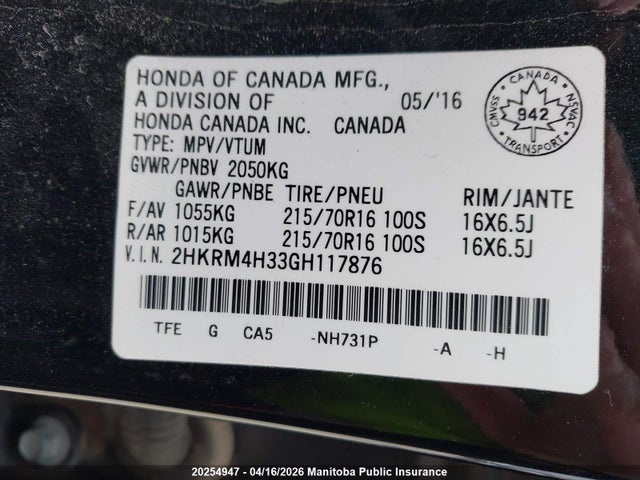 HONDA OF CANADA MFG.,
A DIVISION OF 05/'16
HONDA CANADA INC. CANADA
TYPE: MPV/VTUM
GVWR/PNBV 2050KG
GAWR/PNBE TIRE/PNEU RIM/JANTE
F/AV 1055KG 215/70R16 100S 16X6.5J
R/AR 1015KG 215/70R16 100S 16X6.5J
V.I.N. 2HKRM4H33GH117876
TFE G CA5 -NH731P -A -H
CANADA
CMVSS 942 NSVAC
TRANSPORT
20254947 - 04/16/2026 Manitoba Public Insurance